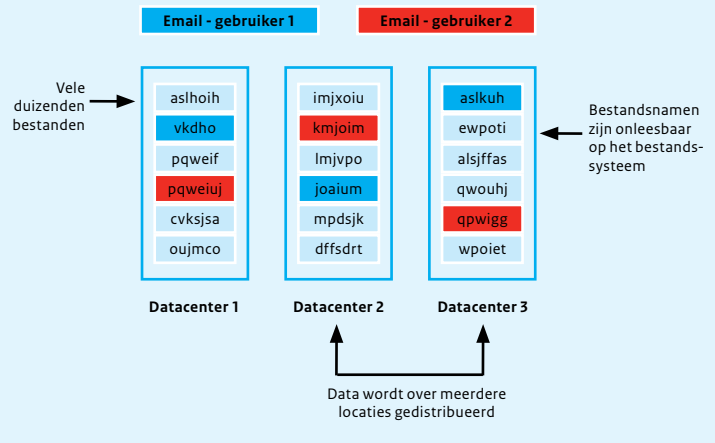 Email - gebruiker 1
Email - gebruiker 2
Vele
duizenden
bestanden
aslhoih
vkdho
pqweif
pqweiuj
cvksjsa
oujmco
Datacenter 1
imjxoiu
kmjoim
lmjvpo
joaium
mpdsjk
dffsdrt
Datacenter 2
aslkuh
ewpoti
alsjffas
qwouhj
qpwigg
wpoiet
Datacenter 3
Bestandsnamen
zijn onleesbaar
op het bestands-
systeem
Data wordt over meerdere
locaties gedistribueerd